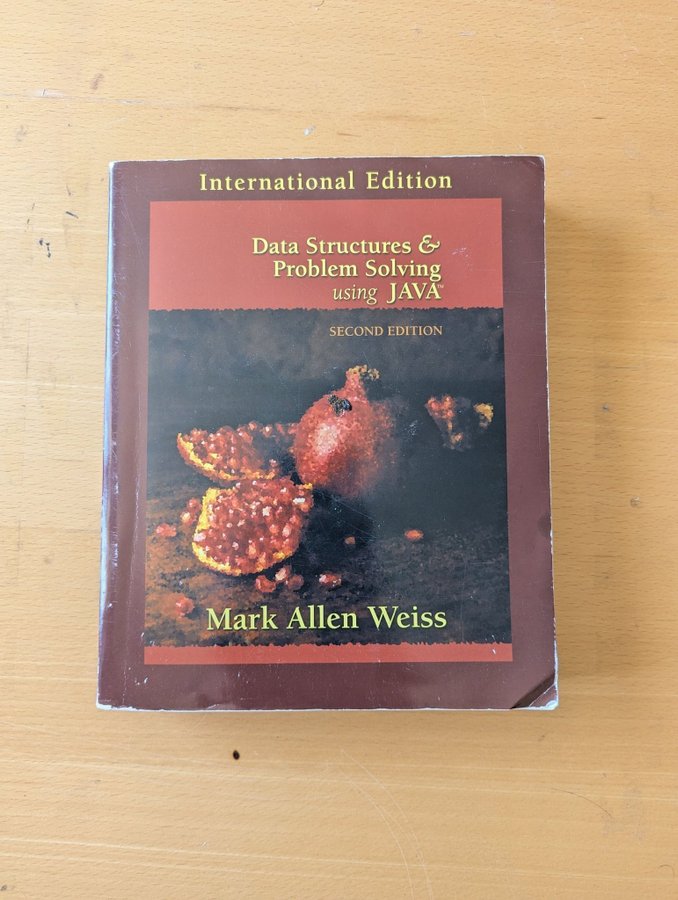 International Edition
Data Structures &
Problem Solving
using JAVA™
SECOND EDITION
Mark Allen Weiss